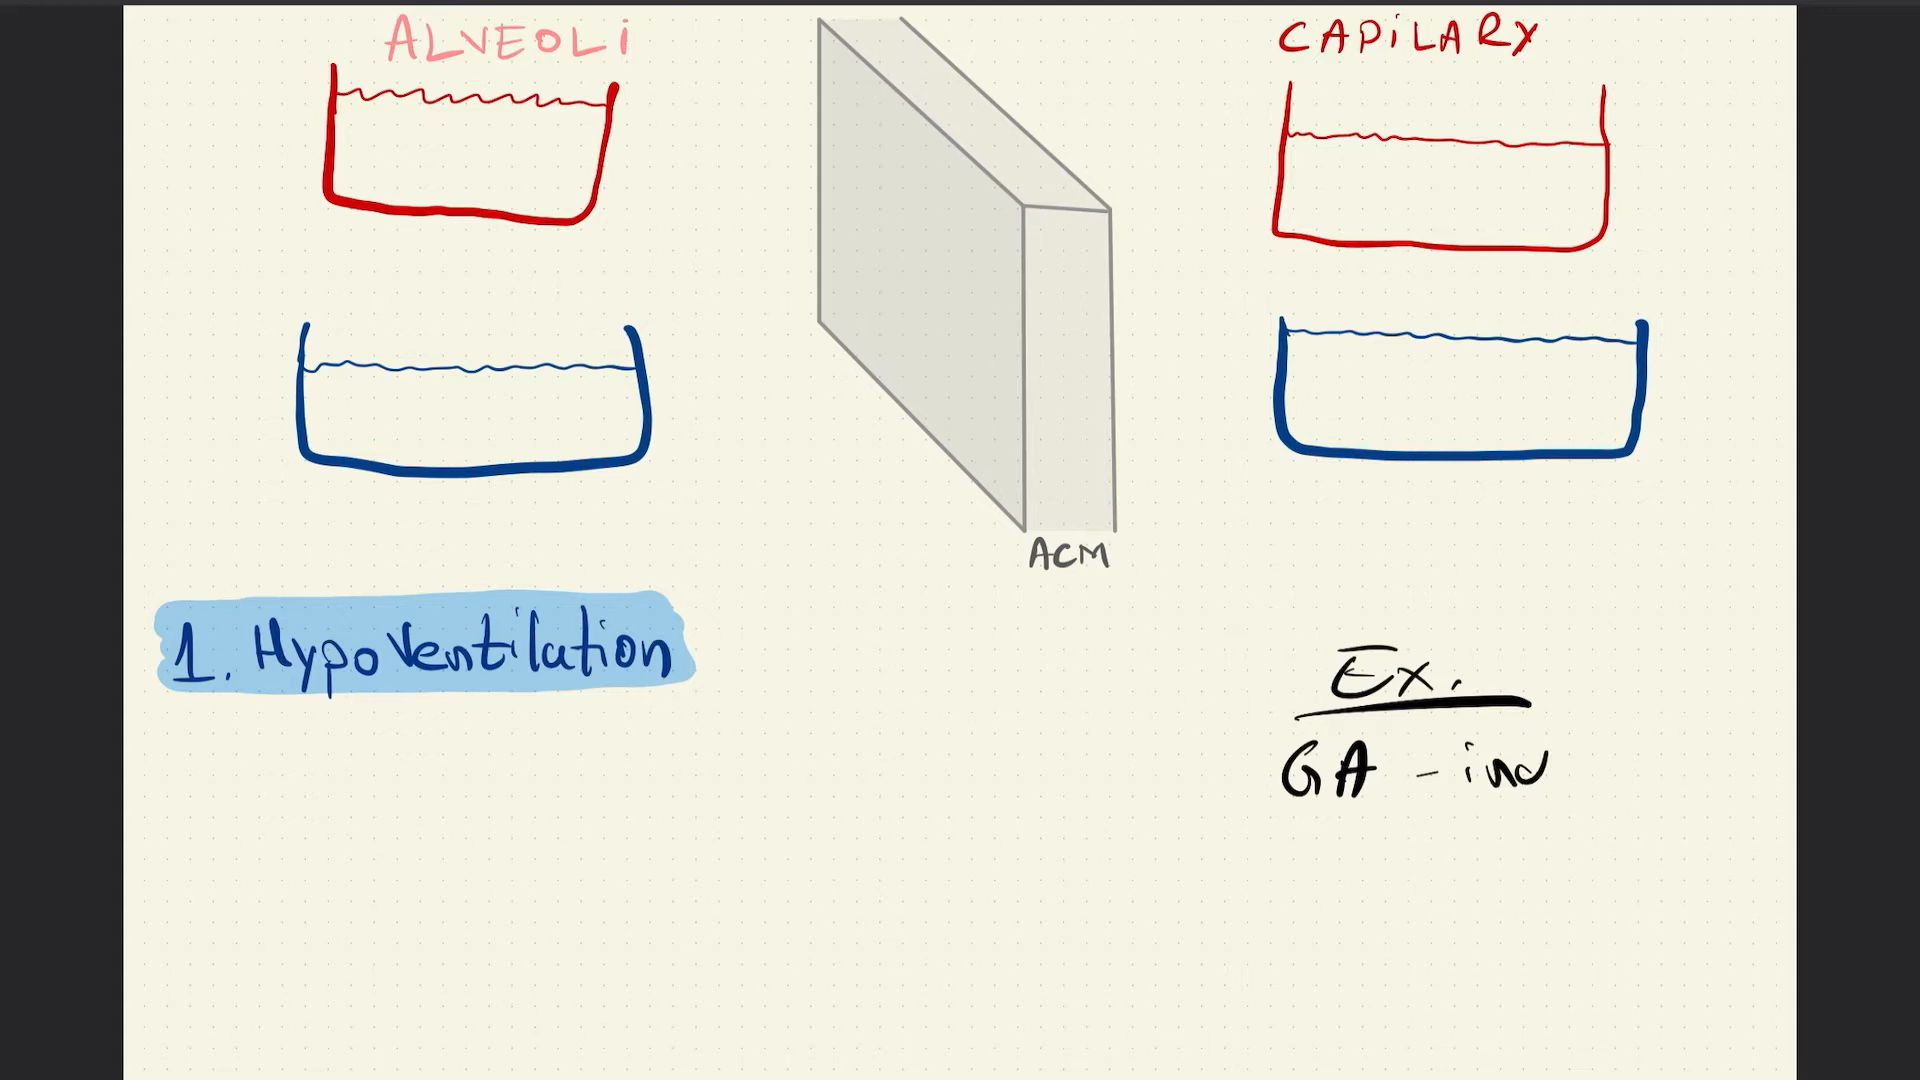 ALVEOLi
CAPiLARY
ACM
1. Hypoventilation
Ex.
GA - ind